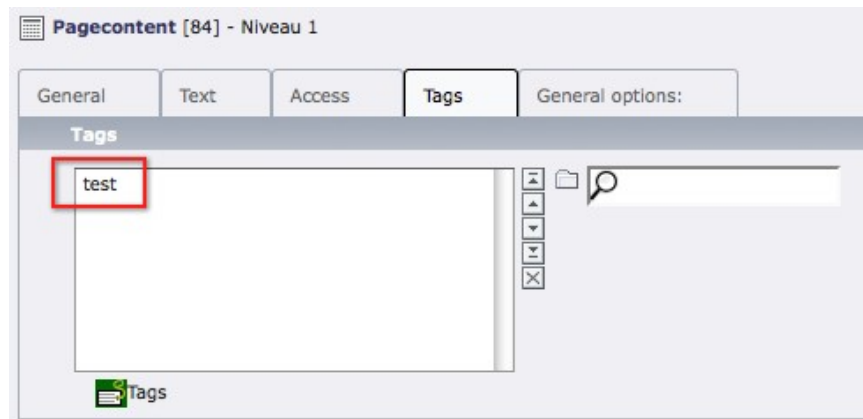 Pagecontent [84] - Niveau 1
General Text Access Tags General options:
Tags
test
Tags